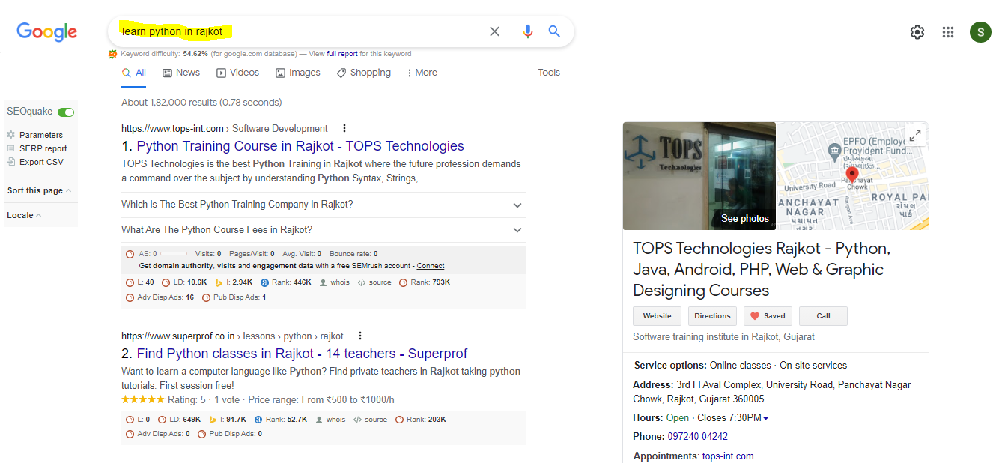 Google
learn python in rajkot
S
Keyword difficulty: 54.62% (for google.com database) — View full report for this keyword
All News Videos Images Shopping More Tools
SEOquake
Parameters
SERP report
Export CSV
Sort this page
Locale
About 1,82,000 results (0.78 seconds)
https://www.tops-int.com › Software Development
1. Python Training Course in Rajkot - TOPS Technologies
TOPS Technologies is the best Python Training in Rajkot where the future profession demands
a command over the subject by understanding Python Syntax, Strings, ...
Which is The Best Python Training Company in Rajkot?
What Are The Python Course Fees in Rajkot?
AS: 0 Visits: 0 Pages/Visit: 0 Avg. Visit: 0 Bounce rate: 0
Get domain authority, visits and engagement data with a free SEMrush account - Connect
L: 40 LD: 10.6K I: 2.94K Rank: 446K whois source Rank: 793K
Adv Disp Ads: 16 Pub Disp Ads: 1
https://www.superprof.co.in › lessons › python › rajkot
2. Find Python classes in Rajkot - 14 teachers - Superprof
Want to learn a computer language like Python? Find private teachers in Rajkot taking python
tutorials. First session free!
Rating: 5 · 1 vote · Price range: From ₹500 to ₹1000/h
L: 0 LD: 649K I: 91.7K Rank: 52.7K whois source Rank: 203K
Adv Disp Ads: 0 Pub Disp Ads: 0
TOPS
Technologies
See photos
EPFO (Employe
Provident Fund...
University Road
Panchayat
Chowk
ANCHAYAT
NAGAR
પંચાયત
નગર
ROYAL PA
રોયલ
પાર્ક
TOPS Technologies Rajkot - Python,
Java, Android, PHP, Web & Graphic
Designing Courses
Website Directions Saved Call
Software training institute in Rajkot, Gujarat
Service options: Online classes · On-site services
Address: 3rd Fl Aval Complex, University Road, Panchayat Nagar
Chowk, Rajkot, Gujarat 360005
Hours: Open · Closes 7:30PM
Phone: 097240 04242
Appointments: tops-int.com